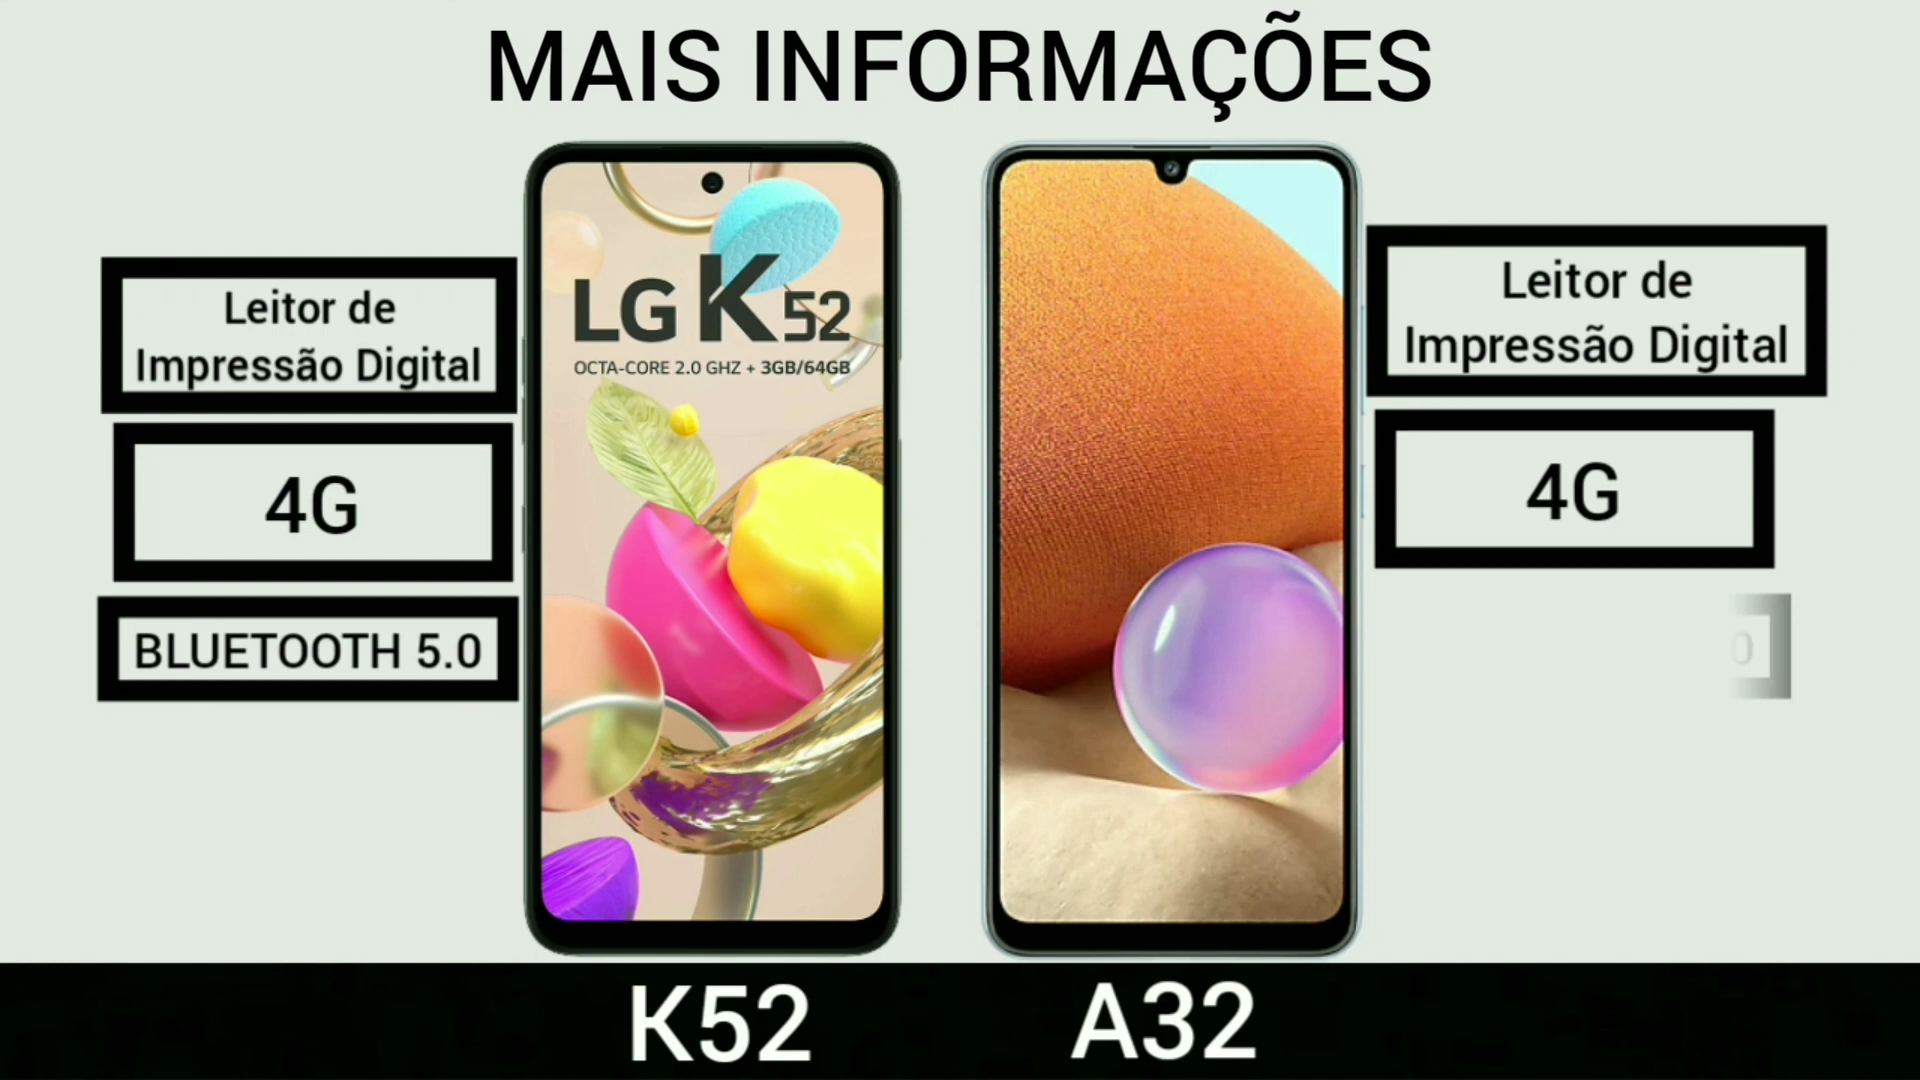 MAIS INFORMAÇÕES
Leitor de
Impressão Digital
4G
BLUETOOTH 5.0
LG K52
OCTA-CORE 2.0 GHZ + 3GB/64GB
Leitor de
Impressão Digital
4G
0
K52
A32